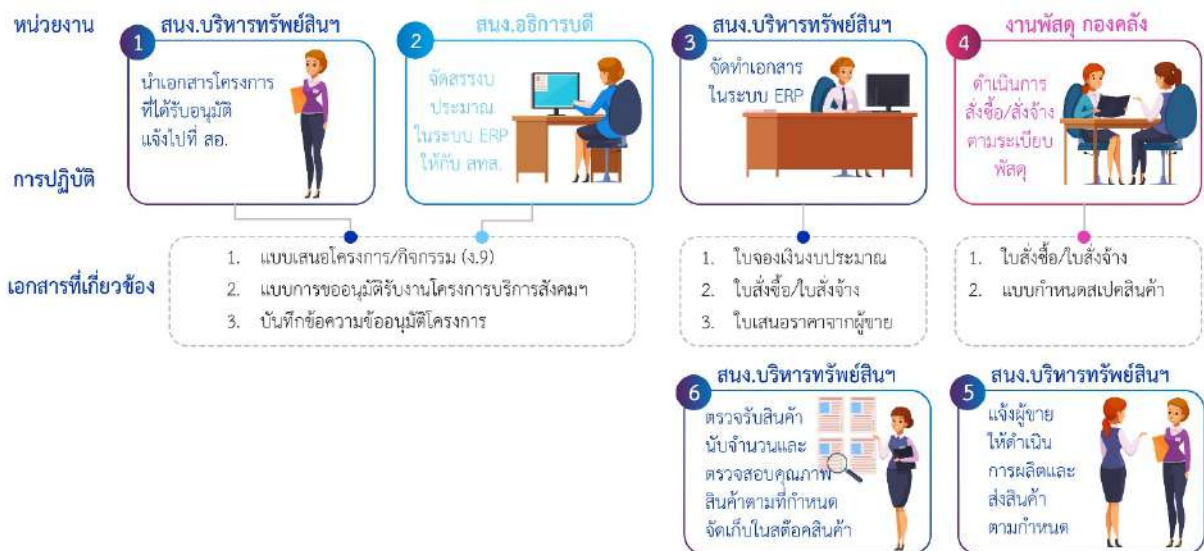 หน่วยงาน
1
สนง.บริหารทรัพย์สินฯ
นำเอกสารโครงการ
ที่ได้รับอนุมัติ
แจ้งไปที่ สอ.
2
สนง.อธิการบดี
จัดสรรงบ
ประมาณ
ในระบบ ERP
ให้กับ สทส.
3
สนง.บริหารทรัพย์สินฯ
จัดทำเอกสาร
ในระบบ ERP
4
งานพัสดุ กองคลัง
ดำเนินการ
สั่งซื้อ/สั่งจ้าง
ตามระเบียบ
พัสดุ
การปฏิบัติ
เอกสารที่เกี่ยวข้อง
1. แบบเสนอโครงการ/กิจกรรม (ง.9)
2. แบบการขออนุมัติรับงานโครงการบริการสังคมฯ
3. บันทึกข้อความข้ออนุมัติโครงการ
1. ใบจองเงินงบประมาณ
2. ใบสั่งซื้อ/ใบสั่งจ้าง
3. ใบเสนอราคาจากผู้ขาย
1. ใบสั่งซื้อ/ใบสั่งจ้าง
2. แบบกำหนดสเปคสินค้า
6
สนง.บริหารทรัพย์สินฯ
ตรวจรับสินค้า
นับจำนวนและ
ตรวจสอบคุณภาพ
สินค้าตามที่กำหนด
จัดเก็บในสต๊อคสินค้า
5
สนง.บริหารทรัพย์สินฯ
แจ้งผู้ขาย
ให้ดำเนิน
การผลิตและ
ส่งสินค้า
ตามกำหนด